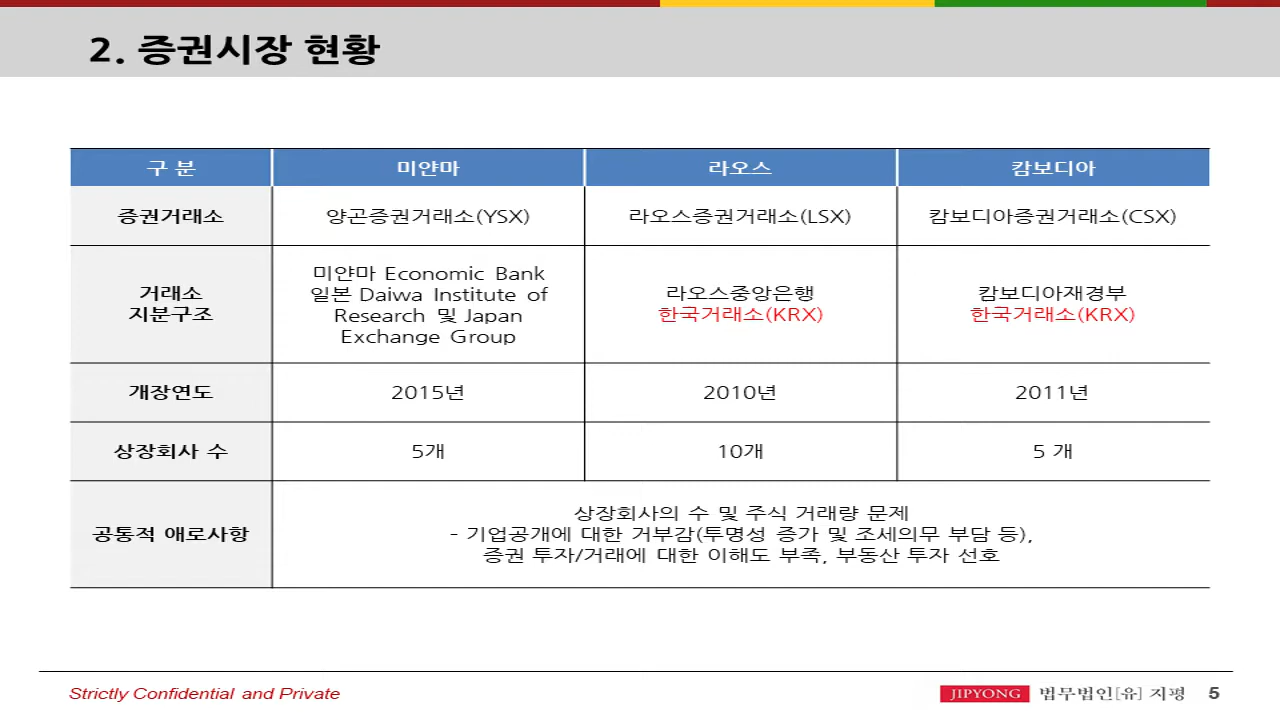 2. 증권시장 현황
구 분 미얀마 라오스 캄보디아
증권거래소 양곤증권거래소(YSX) 라오스증권거래소(LSX) 캄보디아증권거래소(CSX)
거래소
지분구조
미얀마 Economic Bank
일본 Daiwa Institute of
Research 및 Japan
Exchange Group
라오스중앙은행
한국거래소(KRX)
캄보디아재경부
한국거래소(KRX)
개장연도 2015년 2010년 2011년
상장회사 수 5개 10개 5 개
공통적 애로사항
상장회사의 수 및 주식 거래량 문제
- 기업공개에 대한 거부감(투명성 증가 및 조세의무 부담 등),
증권 투자/거래에 대한 이해도 부족, 부동산 투자 선호
Strictly Confidential and Private
JIPYONG 법무법인[유] 지평 5